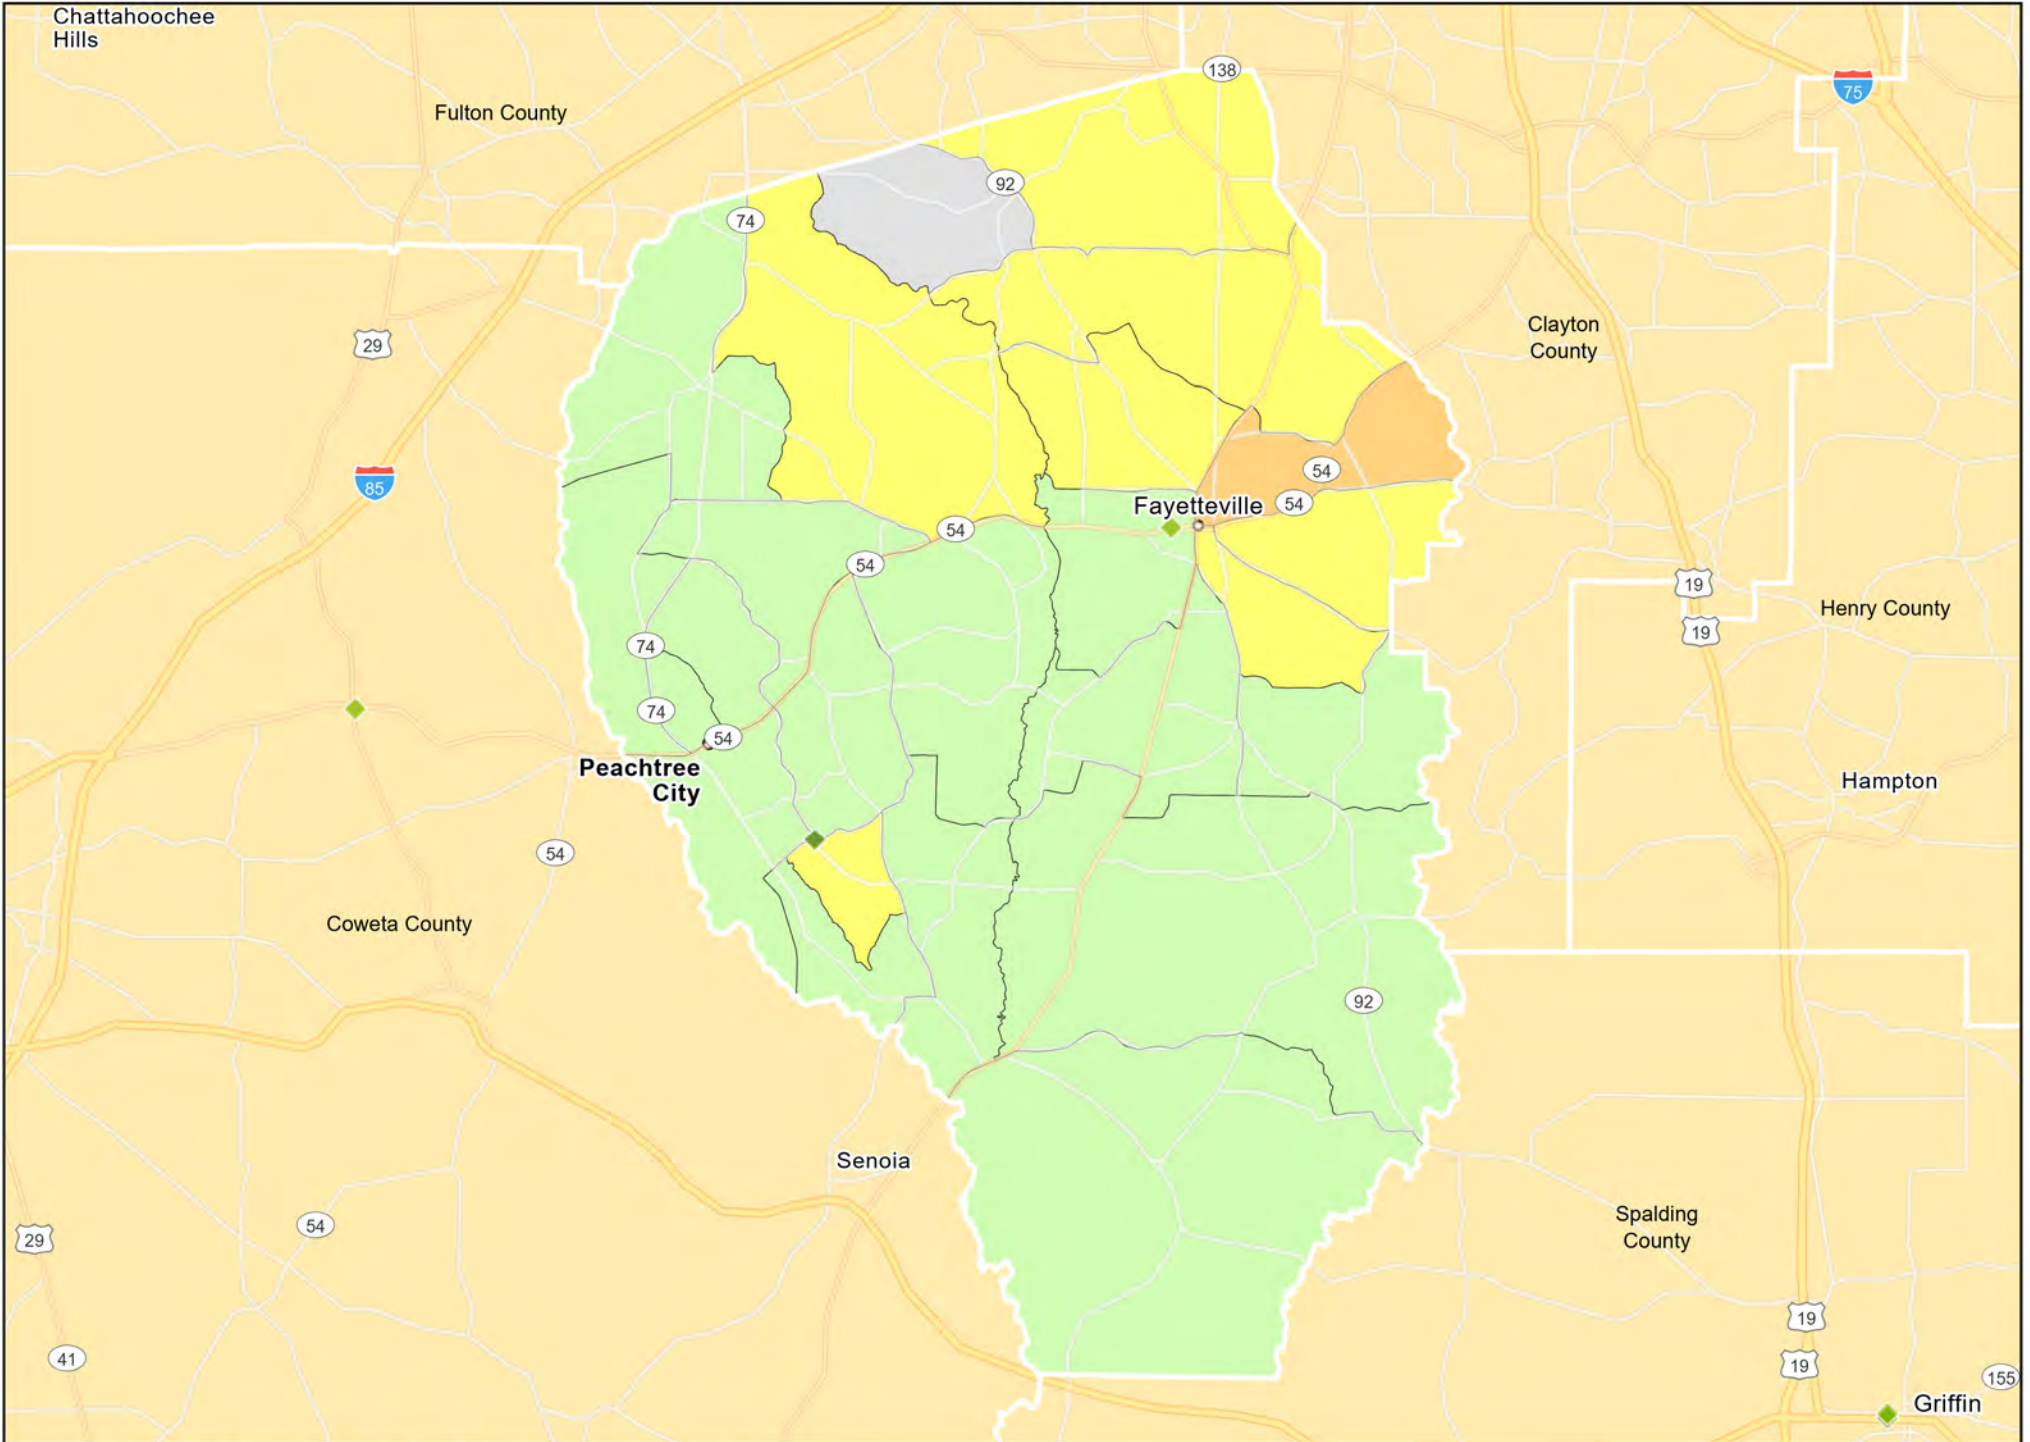 Chattahoochee
Hills
138
75
Fulton County
92
74
29
Clayton
County
54
85
Fayetteville
54
54
54
19
Henry County
19
74
74
54
Peachtree
City
Hampton
54
Coweta County
92
Senoia
Spalding
County
54
29
19
41
19
155
Griffin